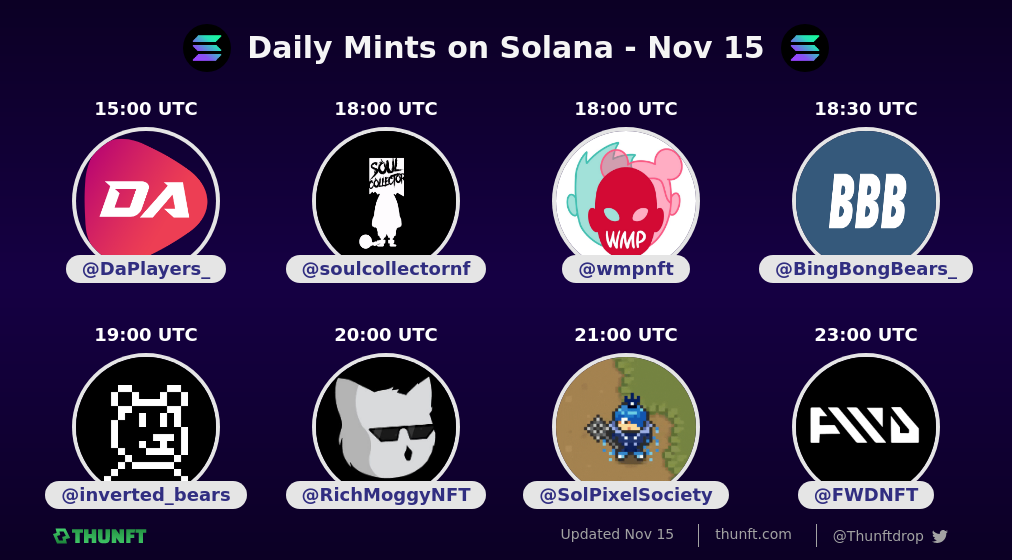 Daily Mints on Solana - Nov 15
15:00 UTC
18:00 UTC
18:00 UTC
18:30 UTC
DA
SOUL
COLLECTOR
WMP
BBB
@DaPlayers_
@soulcollectornf
@wmpnft
@BingBongBears_
19:00 UTC
20:00 UTC
21:00 UTC
23:00 UTC
FWD
@inverted_bears
@RichMoggyNFT
@SolPixelSociety
@FWDNFT
THUNFT
Updated Nov 15
thunft.com
@Thunftdrop